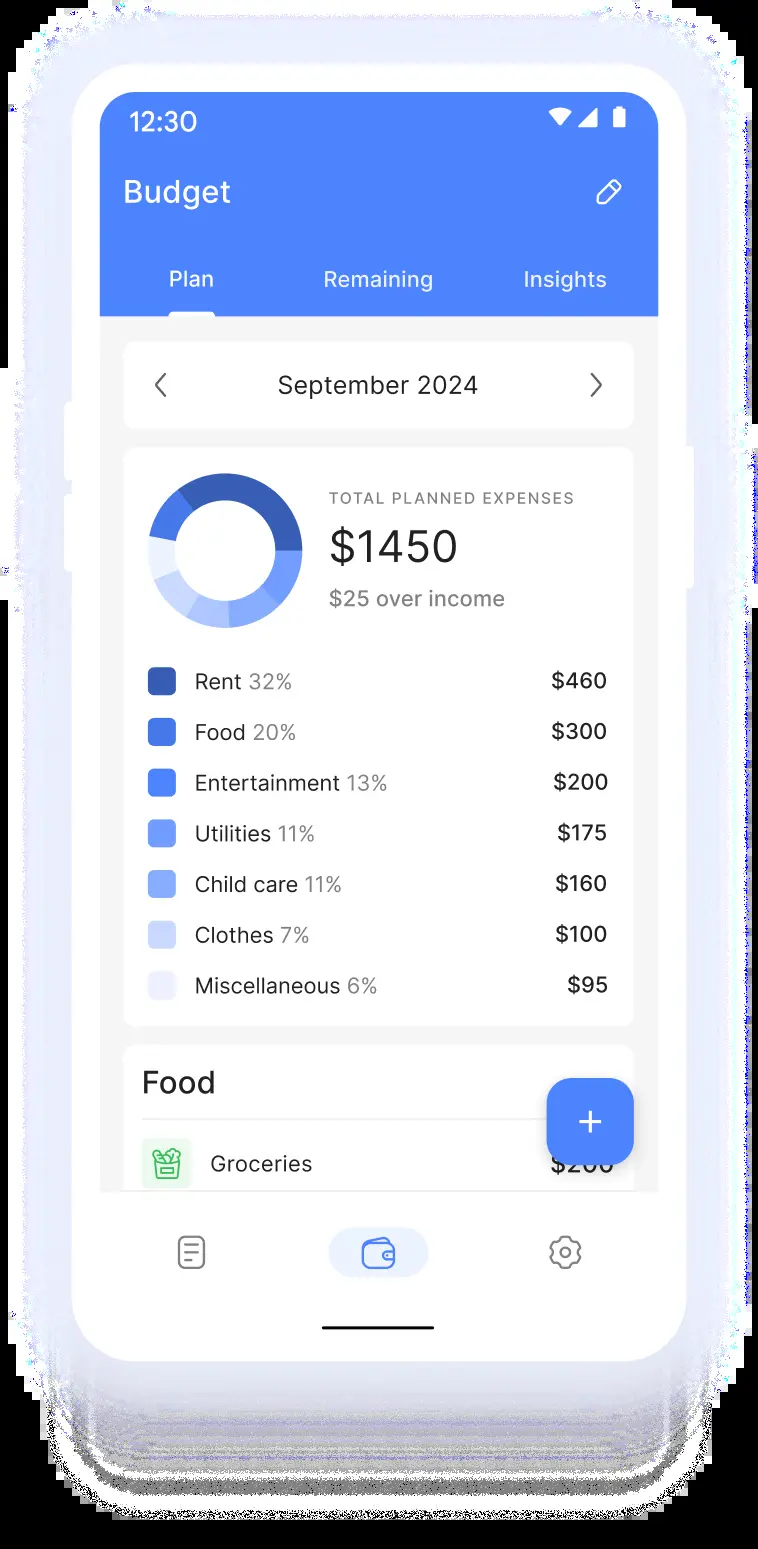 12:30
Budget
Plan Remaining Insights
September 2024
TOTAL PLANNED EXPENSES
$1450
$25 over income
Rent 32% $460
Food 20% $300
Entertainment 13% $200
Utilities 11% $175
Child care 11% $160
Clothes 7% $100
Miscellaneous 6% $95
Food
Groceries $200